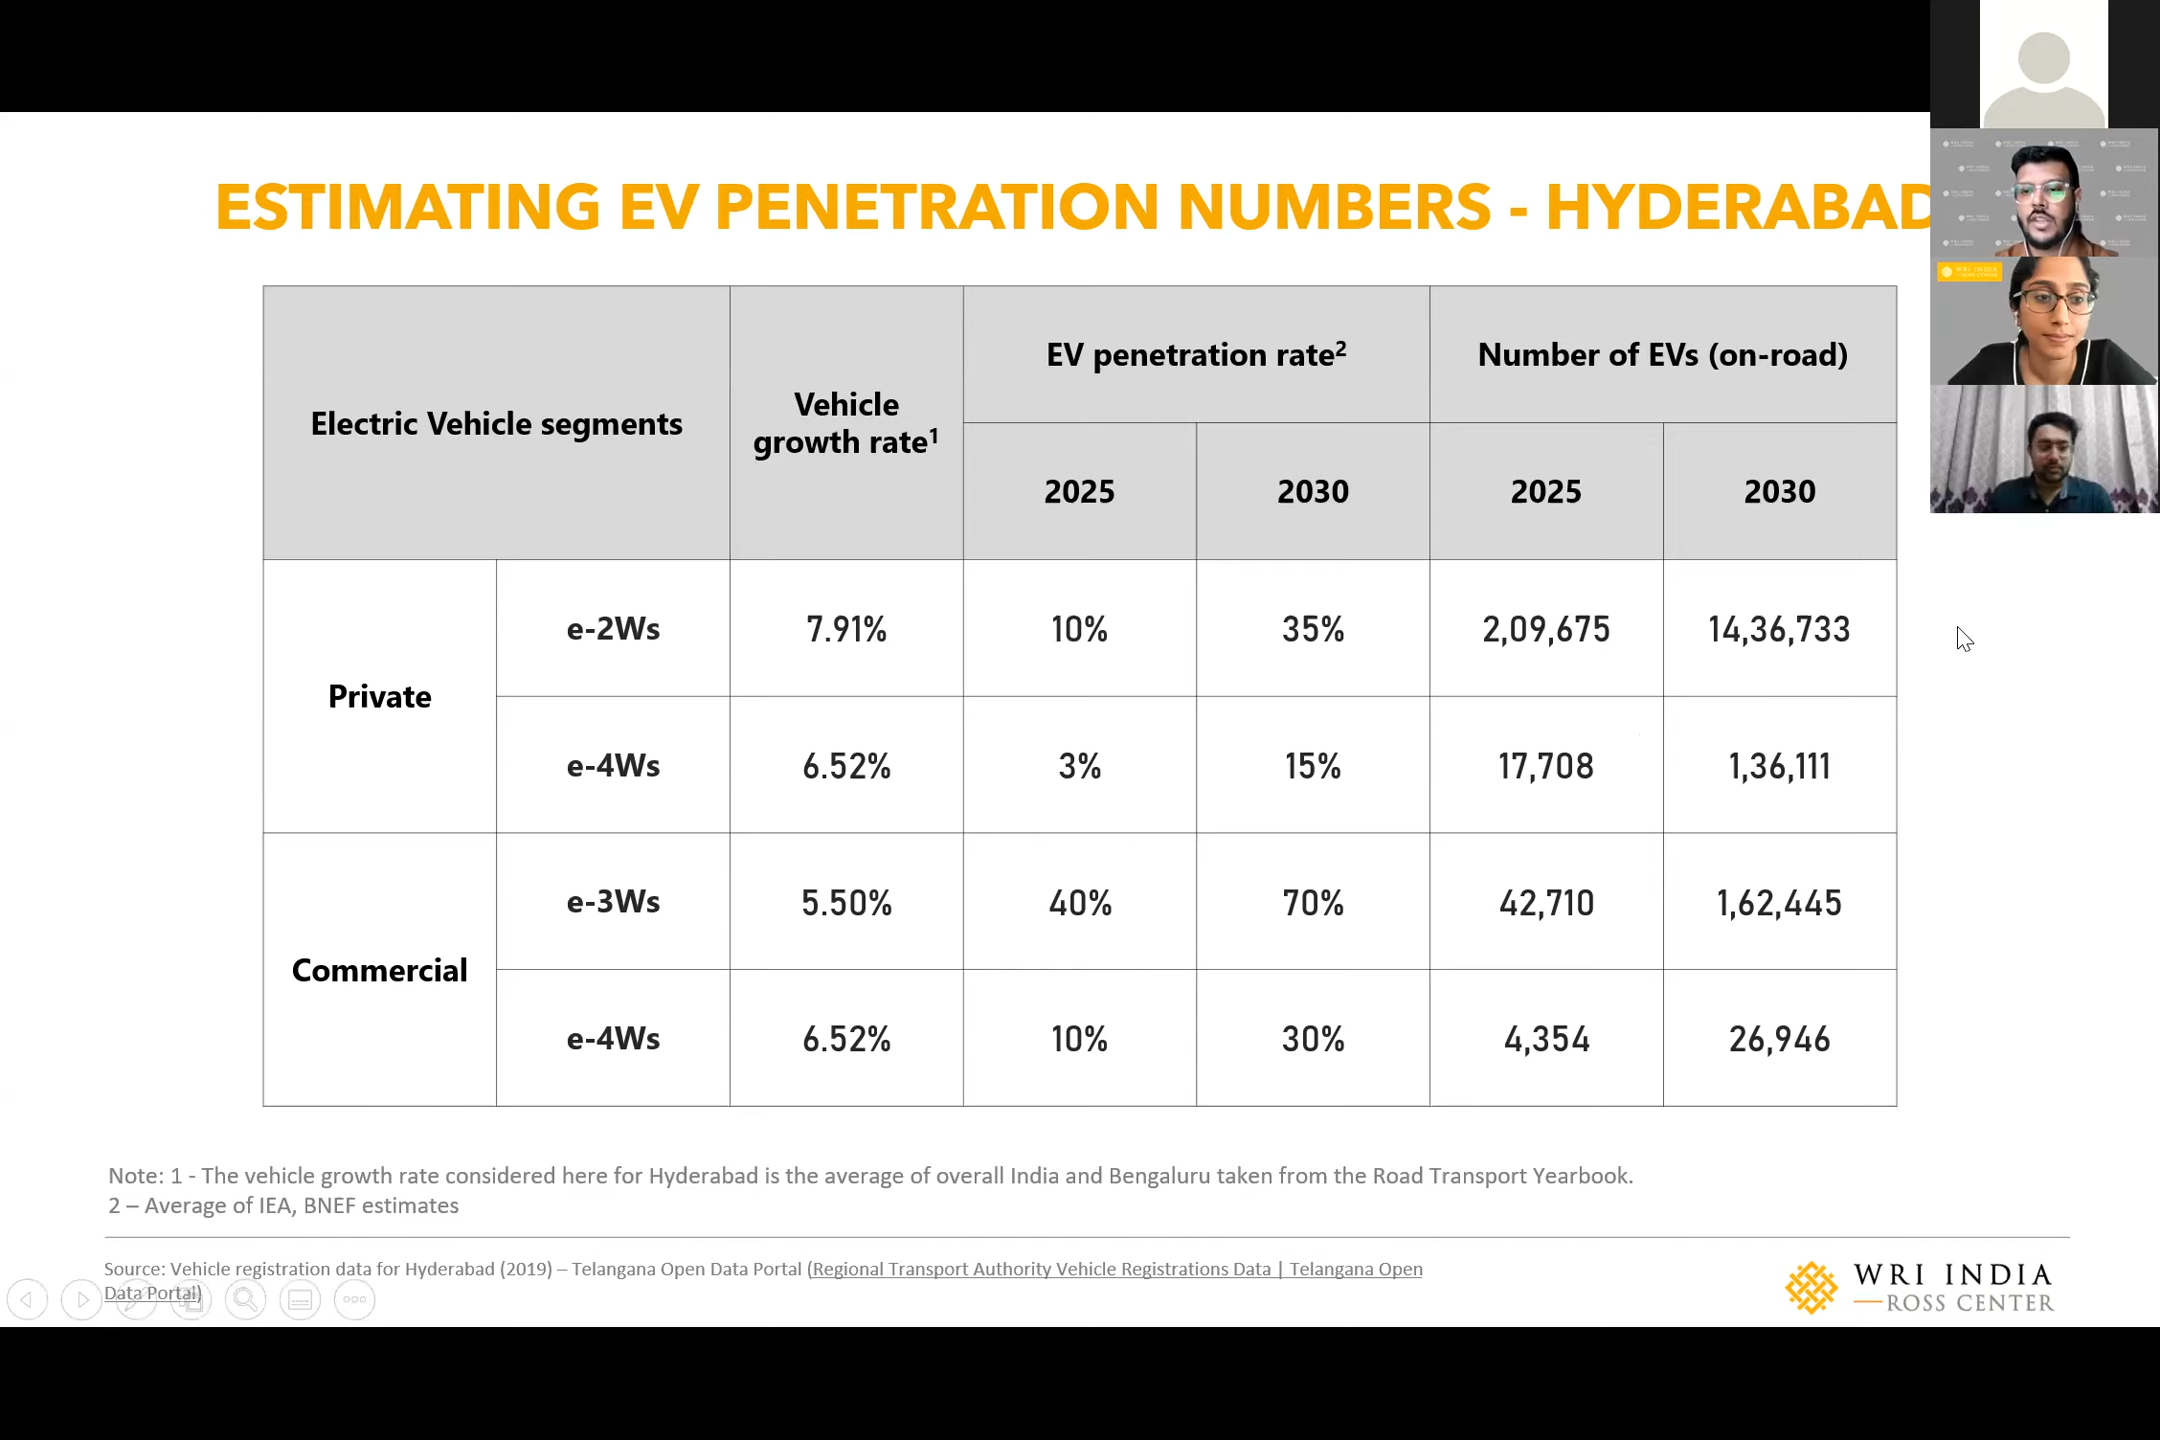 ESTIMATING EV PENETRATION NUMBERS - HYDERABAD
Electric Vehicle segments
Vehicle
growth rate1
EV penetration rate2
Number of EVs (on-road)
2025
2030
2025
2030
Private
e-2Ws
7.91%
10%
35%
2,09,675
14,36,733
e-4Ws
6.52%
3%
15%
17,708
1,36,111
Commercial
e-3Ws
5.50%
40%
70%
42,710
1,62,445
e-4Ws
6.52%
10%
30%
4,354
26,946
Note: 1 - The vehicle growth rate considered here for Hyderabad is the average of overall India and Bengaluru taken from the Road Transport Yearbook.
2 – Average of IEA, BNEF estimates
Source: Vehicle registration data for Hyderabad (2019) – Telangana Open Data Portal (Regional Transport Authority Vehicle Registrations Data | Telangana Open
Data Portal)
WRI INDIA
ROSS CENTER
WRI INDIA